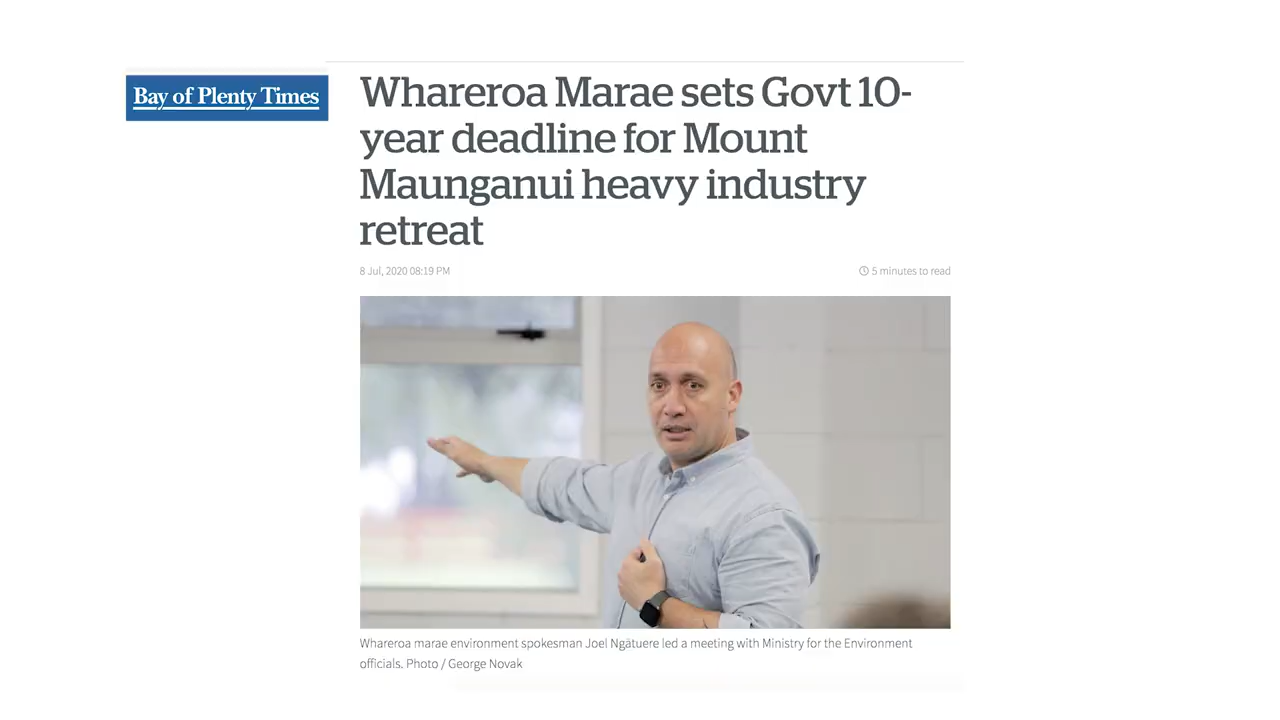 Bay of Plenty Times
Whareroa Marae sets Govt 10-
year deadline for Mount
Maunganui heavy industry
retreat
8 Jul, 2020 08:19 PM
5 minutes to read
Whareroa marae environment spokesman Joel Ngātuere led a meeting with Ministry for the Environment
officials. Photo / George Novak